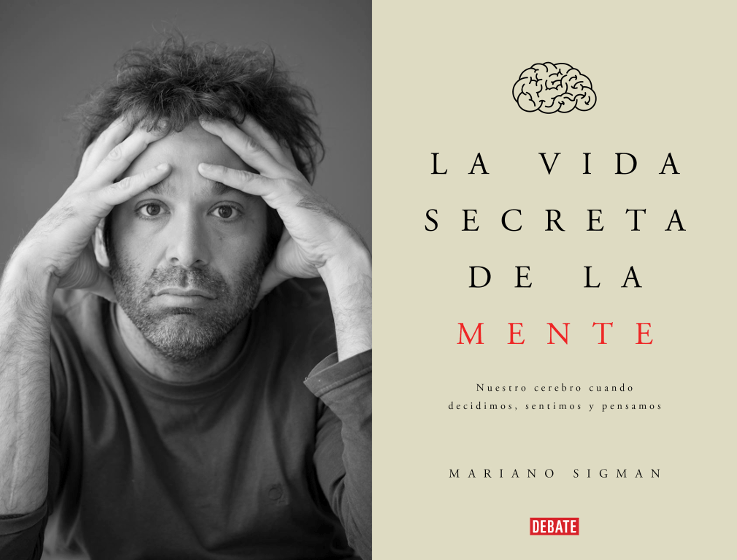 LA VIDA
SECRETA
DE LA
MENTE
Nuestro cerebro cuando
decidimos, sentimos y pensamos
MARIANO SIGMAN
DEBATE